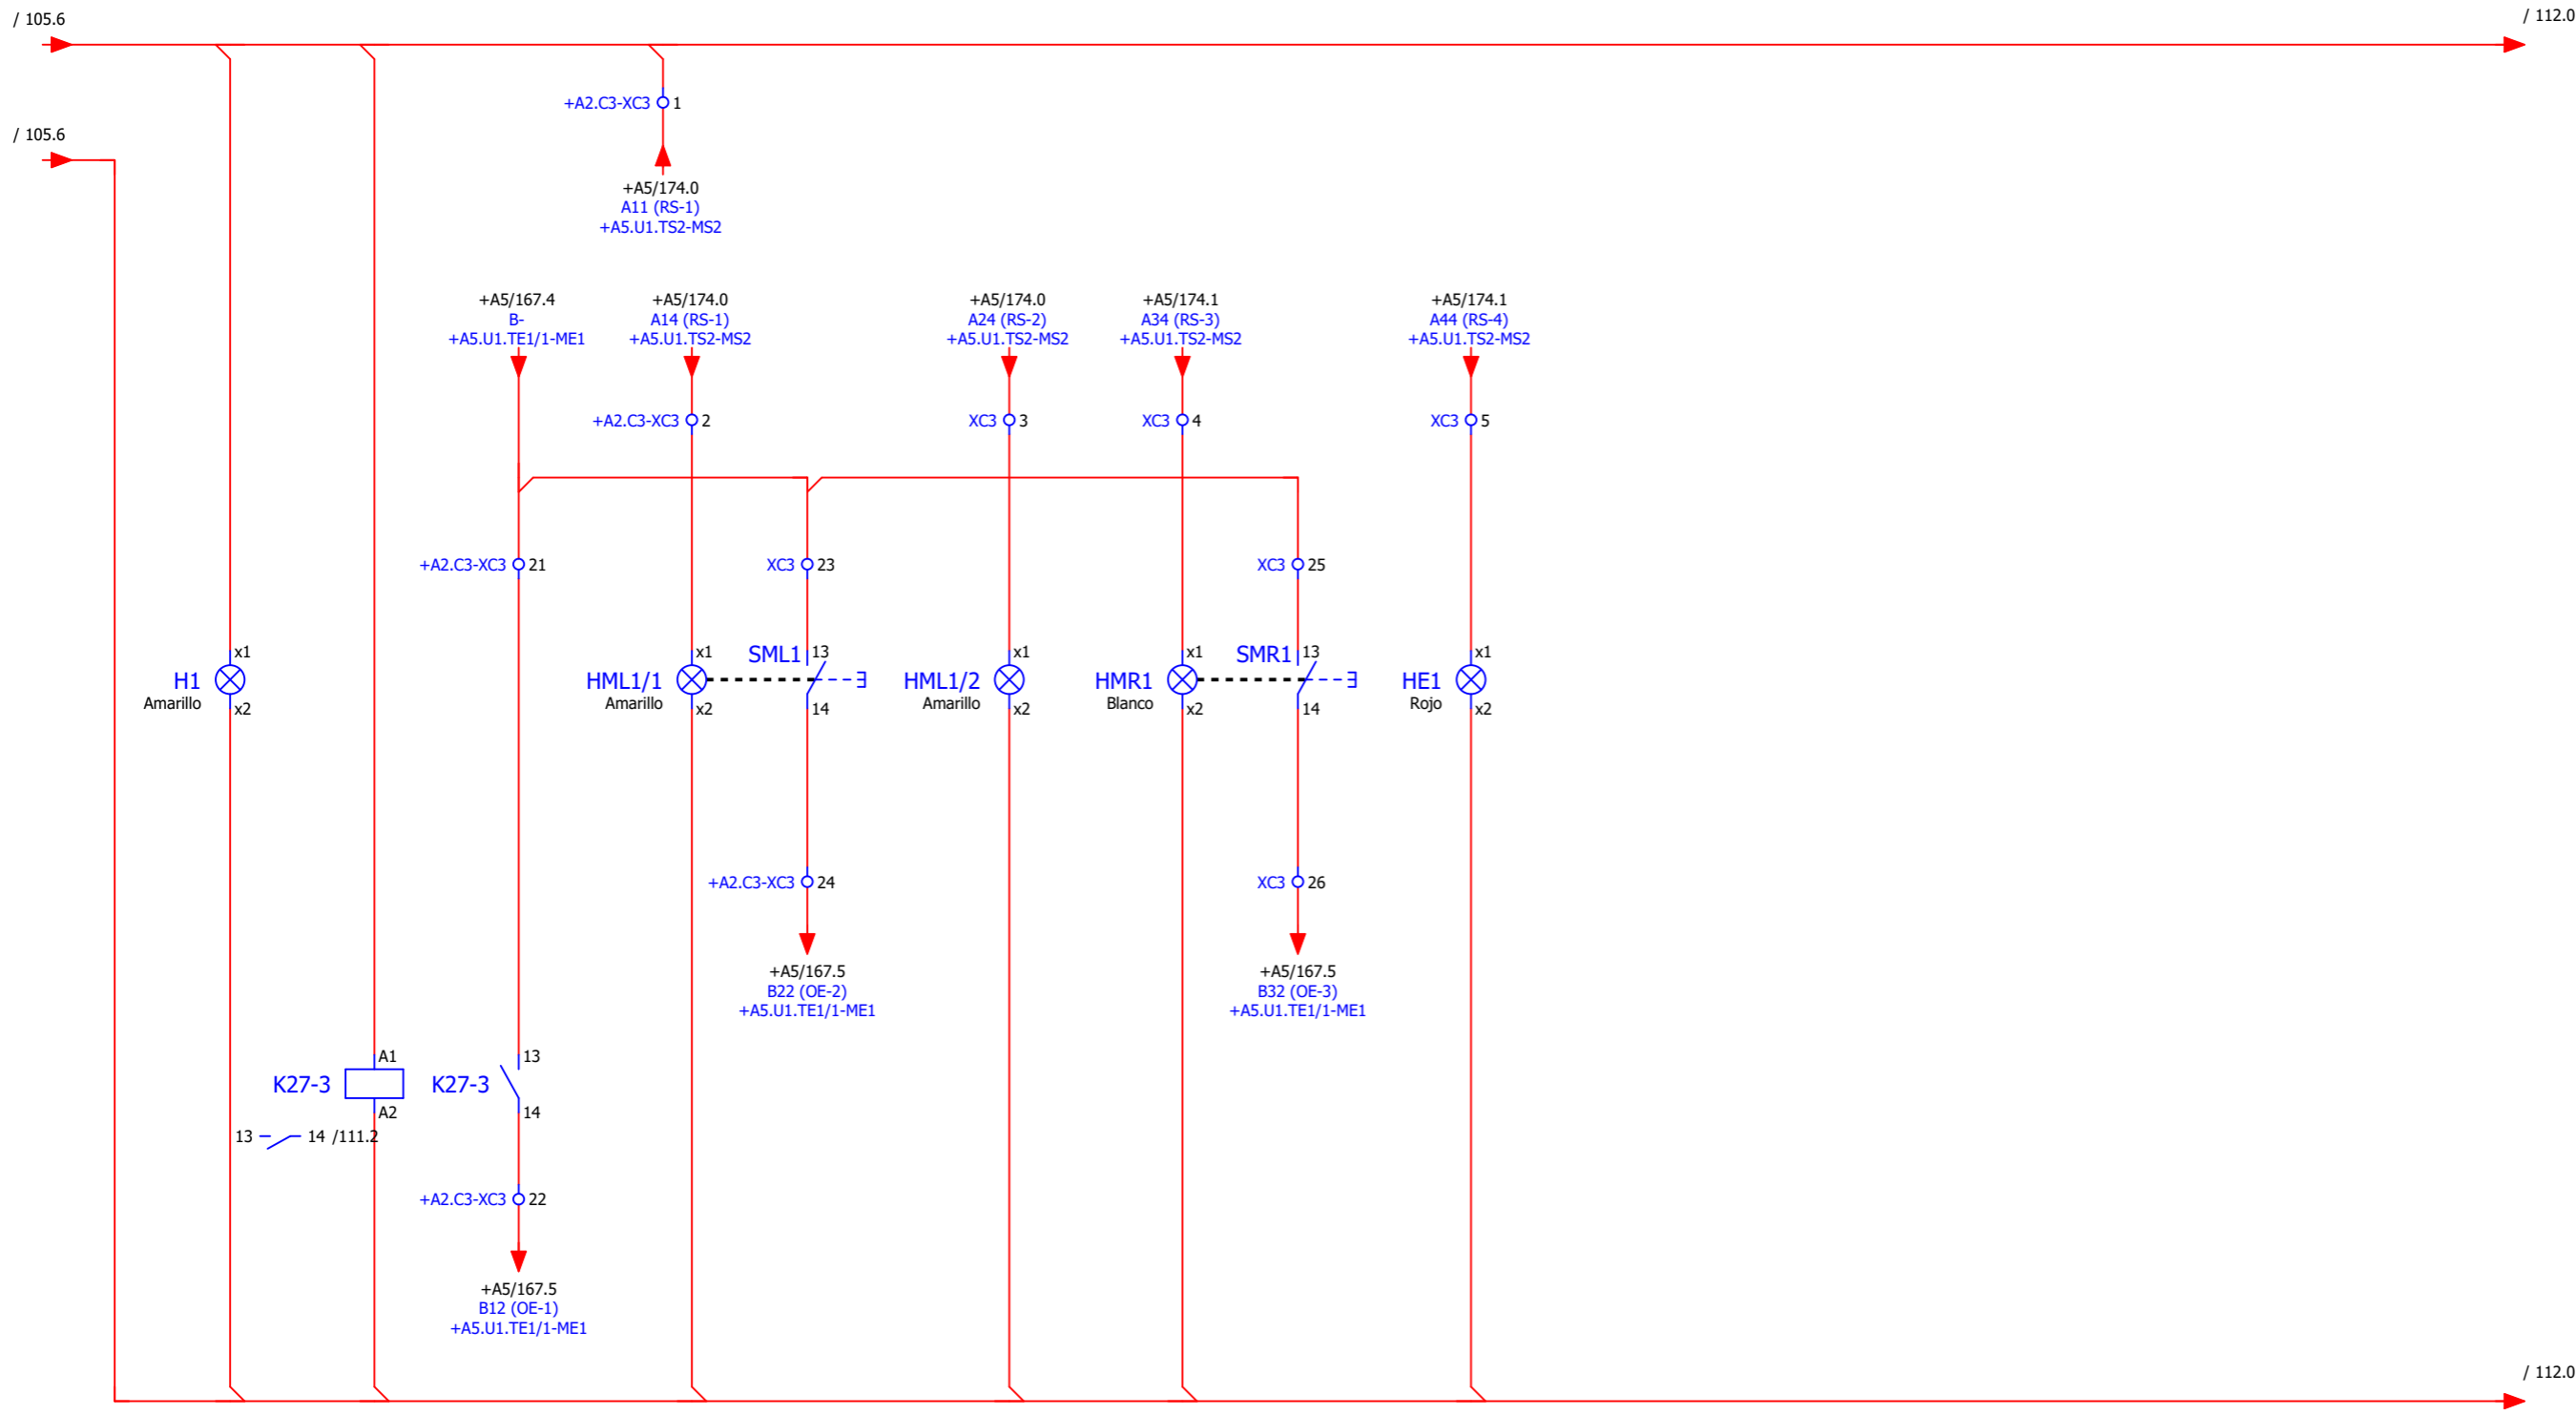 / 105.6
/ 112.0
+A2.C3-XC3 1
/ 105.6
+A5/174.0
A11 (RS-1)
+A5.U1.TS2-MS2
+A5/167.4
B-
+A5.U1.TE1/1-ME1
+A5/174.0
A14 (RS-1)
+A5.U1.TS2-MS2
+A5/174.0
A24 (RS-2)
+A5.U1.TS2-MS2
+A5/174.1
A34 (RS-3)
+A5.U1.TS2-MS2
+A5/174.1
A44 (RS-4)
+A5.U1.TS2-MS2
+A2.C3-XC3 2
XC3 3
XC3 4
XC3 5
+A2.C3-XC3 21
XC3 23
XC3 25
x1
H1
Amarillo
x2
x1
HML1/1
Amarillo
x2
SML1 13
14
x1
HML1/2
Amarillo
x2
x1
HMR1
Blanco
x2
SMR1 13
14
x1
HE1
Rojo
x2
+A2.C3-XC3 24
XC3 26
+A5/167.5
B22 (OE-2)
+A5.U1.TE1/1-ME1
+A5/167.5
B32 (OE-3)
+A5.U1.TE1/1-ME1
A1
K27-3
A2
13 14 /111.2
13
K27-3
14
+A2.C3-XC3 22
+A5/167.5
B12 (OE-1)
+A5.U1.TE1/1-ME1
/ 112.0